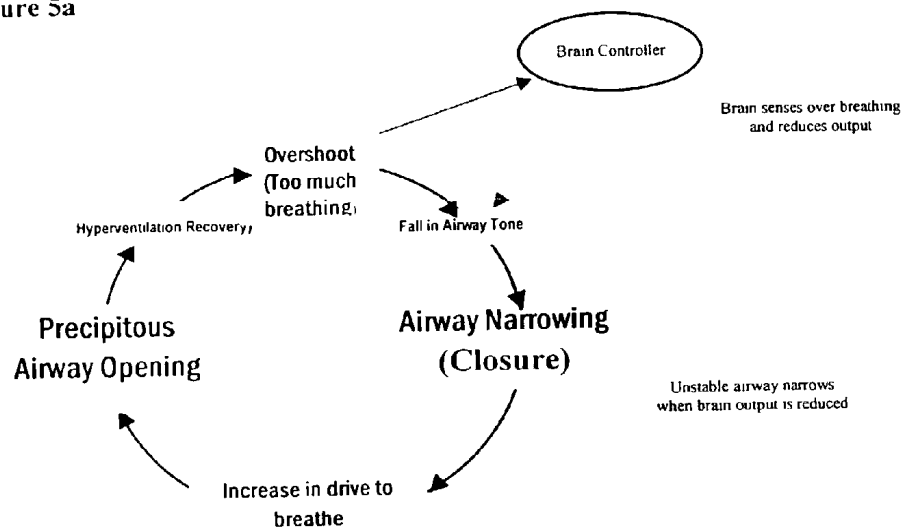 ure 5a
Brain Controller
Brain senses over breathing
and reduces output
Overshoot
(Too much
breathing)
Hyperventilation Recovery,
Fall in Airway Tone
Precipitous
Airway Opening
Airway Narrowing
(Closure)
Unstable airway narrows
when brain output is reduced
Increase in drive to
breathe